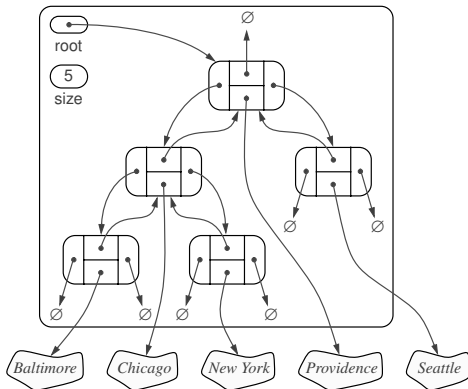 ∅
root
5
size
∅ ∅
∅ ∅ ∅ ∅
Baltimore Chicago New York Providence Seattle